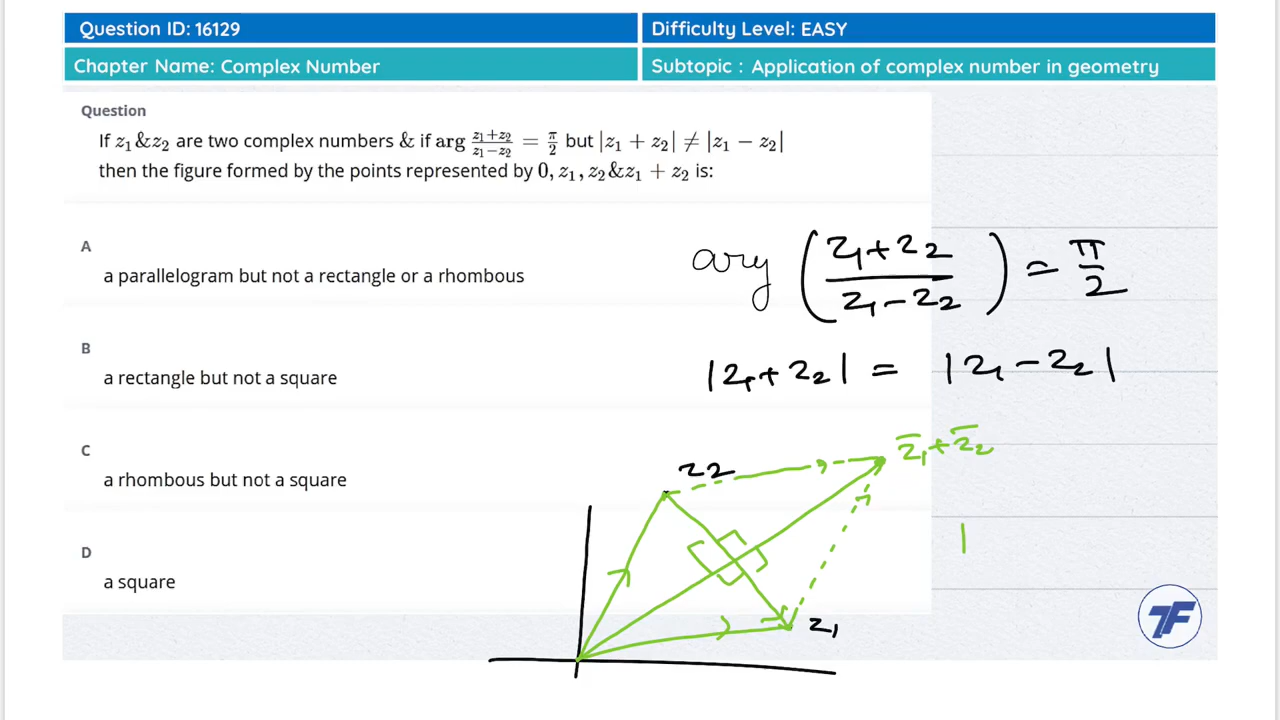 Question ID: 16129
Difficulty Level: EASY
Chapter Name: Complex Number
Subtopic : Application of complex number in geometry
Question
If z₁&z₂ are two complex numbers & if arg (z₁+z₂)/(z₁−z₂) = π/2 but |z₁ + z₂| ≠ |z₁ − z₂|
then the figure formed by the points represented by 0, z₁, z₂&z₁ + z₂ is:
A
a parallelogram but not a rectangle or a rhombous
B
a rectangle but not a square
C
a rhombous but not a square
D
a square
ary ((z₁+z₂)/(z₁−z₂)) = π/2
|z₁+z₂| = |z₁−z₂|
z̅₁+z̅₂
z2
|
z₁
7F